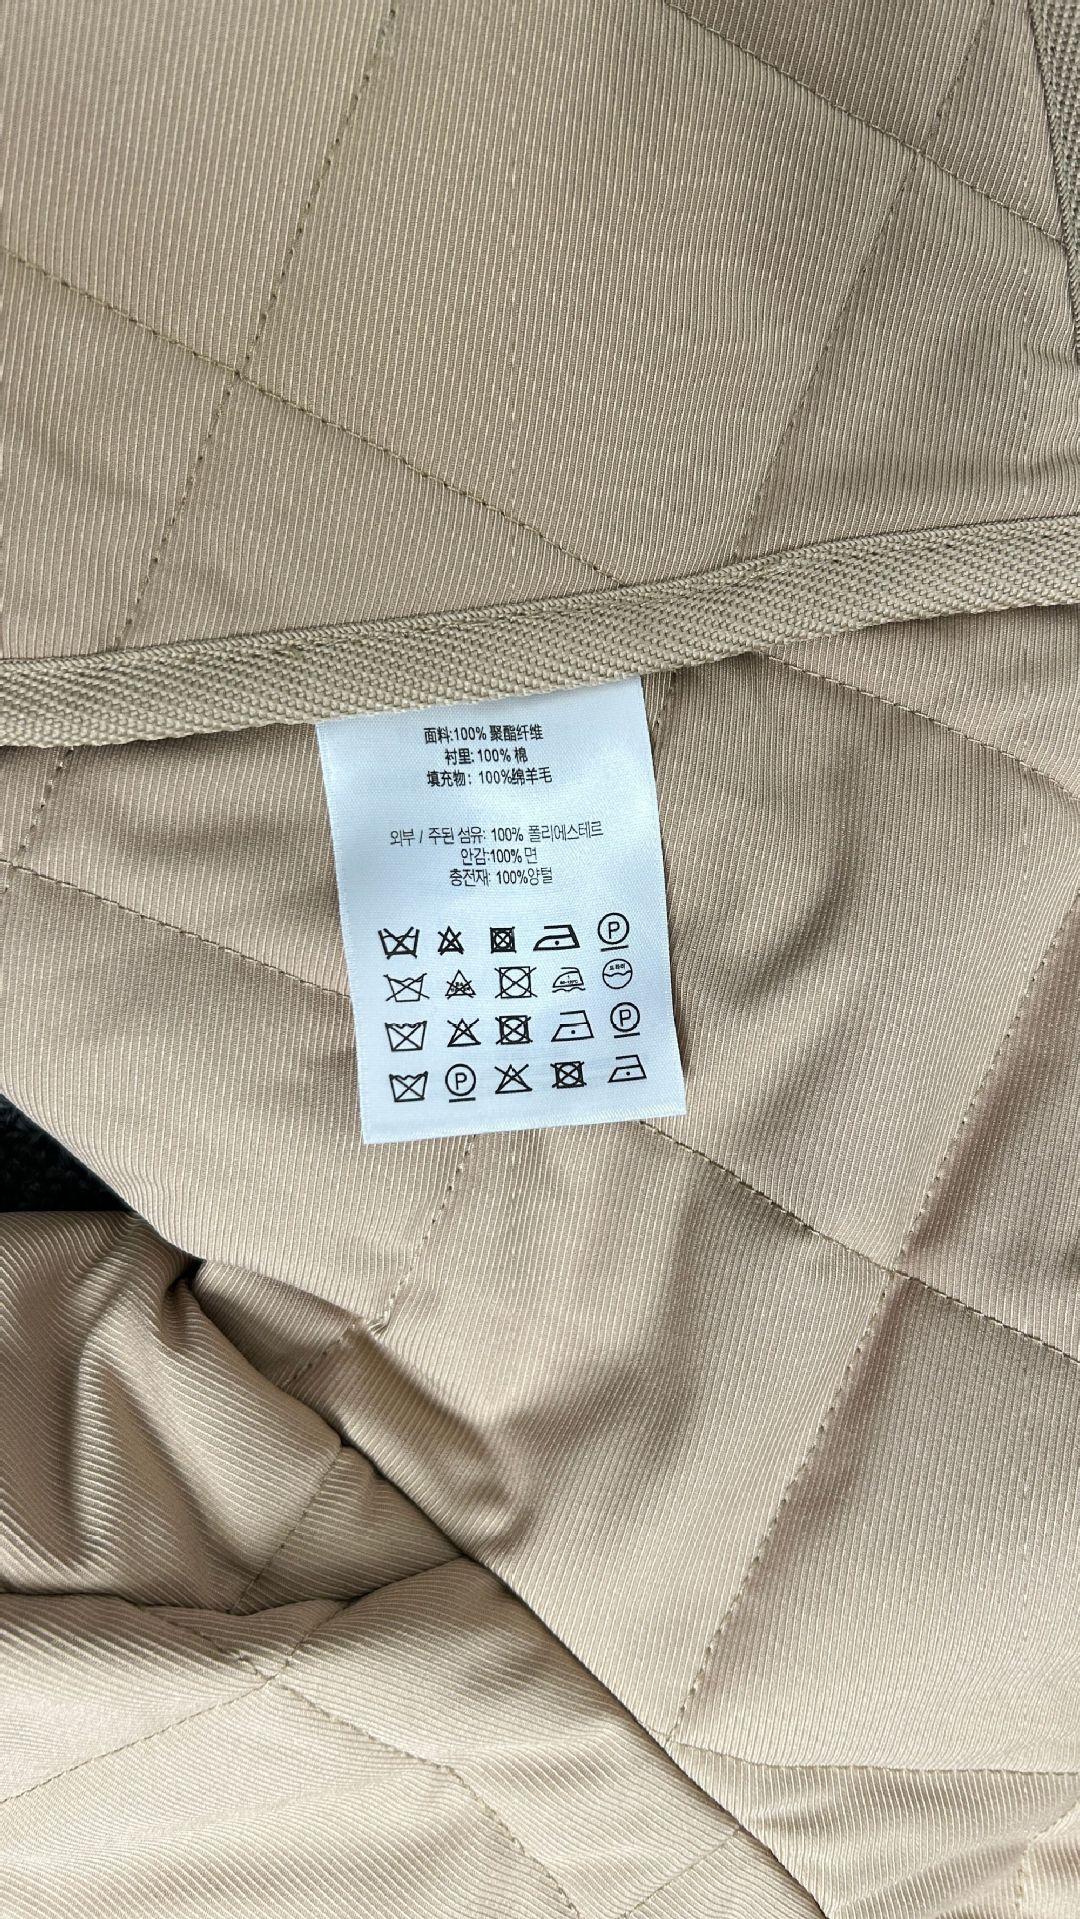 面料:100% 聚酯纤维
衬里: 100% 棉
填充物：100%绵羊毛
외부 / 주된 섬유: 100% 폴리에스테르
안감:100% 면
충전재: 100%양털
P
P
P